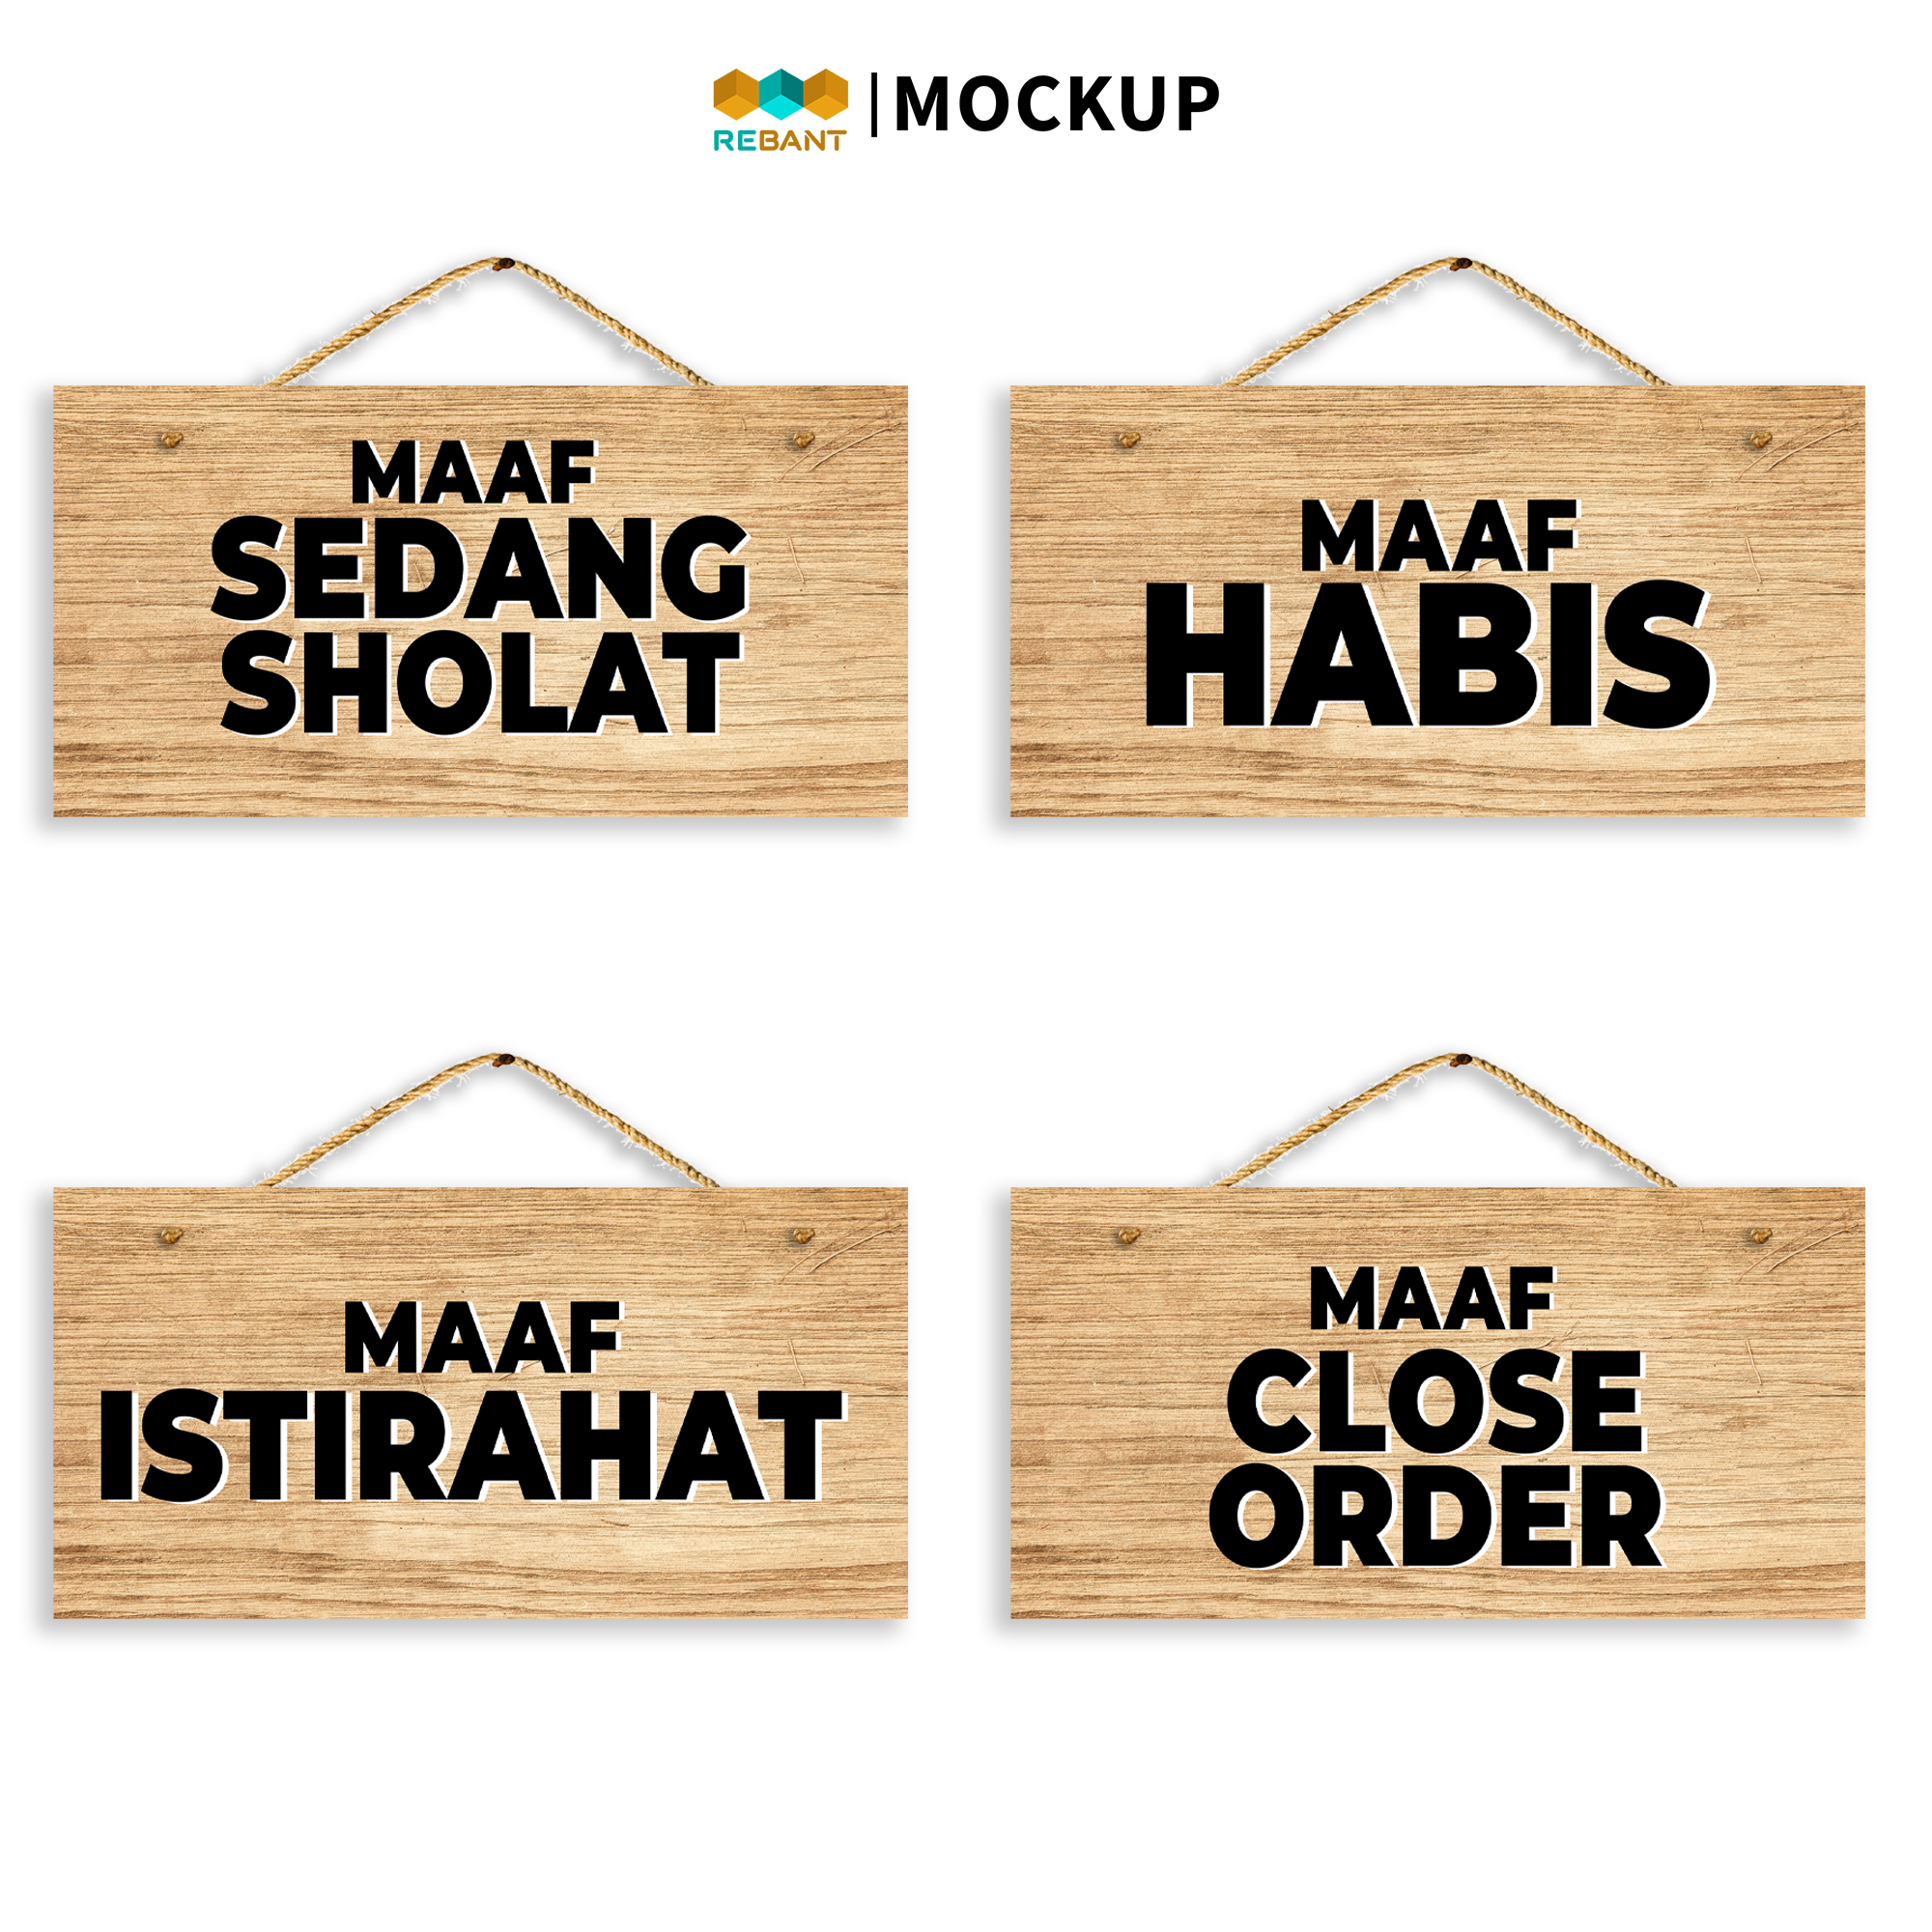 REBANT
MOCKUP
MAAF
SEDANG
SHOLAT
MAAF
HABIS
MAAF
ISTIRAHAT
MAAF
CLOSE
ORDER